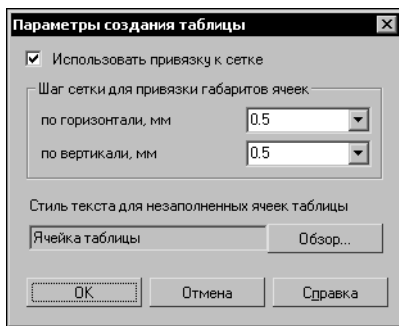 Параметры создания таблицы
Использовать привязку к сетке
Шаг сетки для привязки габаритов ячеек
по горизонтали, мм 0.5
по вертикали, мм 0.5
Стиль текста для незаполненных ячеек таблицы
Ячейка таблицы Обзор...
OK Отмена Справка